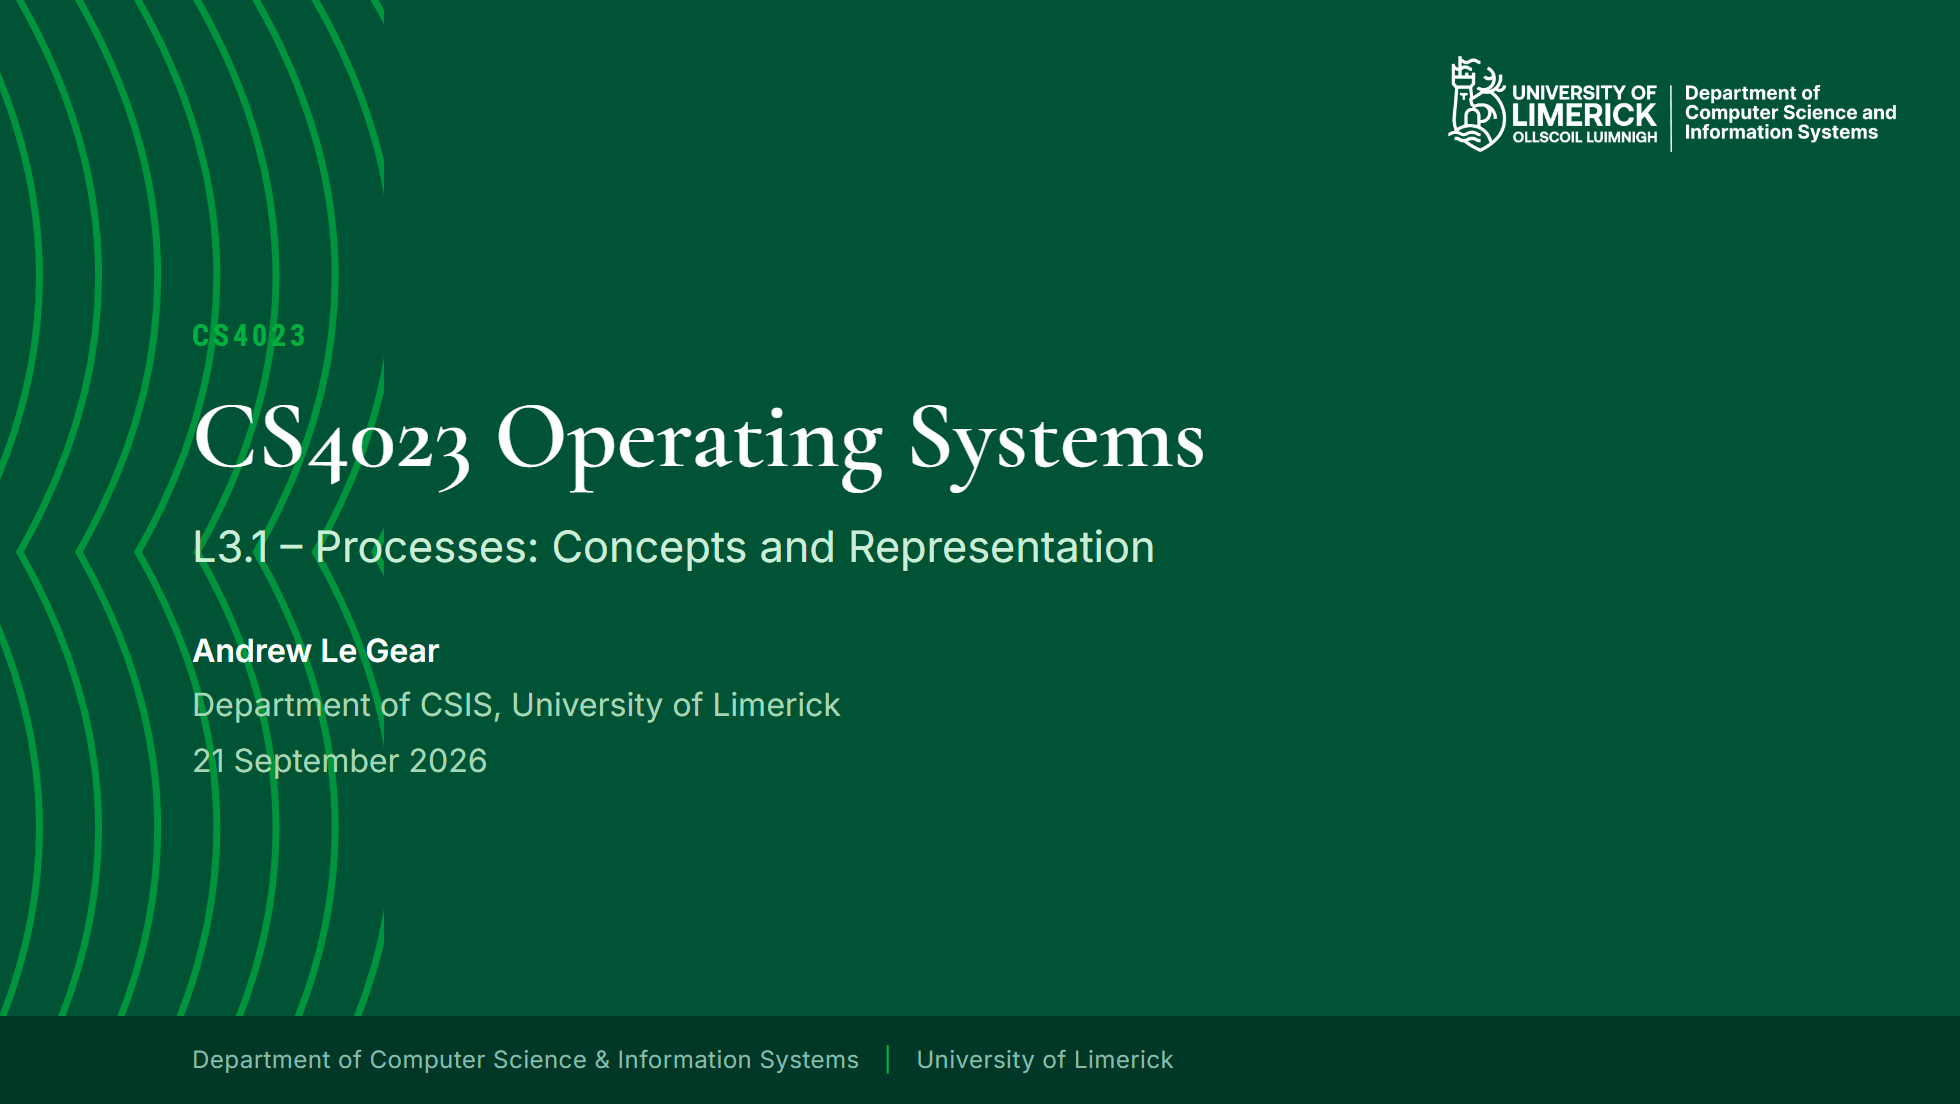 UNIVERSITY OF
LIMERICK
OLLSCOIL LUIMNIGH
Department of
Computer Science and
Information Systems
CS4023
CS4023 Operating Systems
L3.1 – Processes: Concepts and Representation
Andrew Le Gear
Department of CSIS, University of Limerick
21 September 2026
Department of Computer Science & Information Systems | University of Limerick